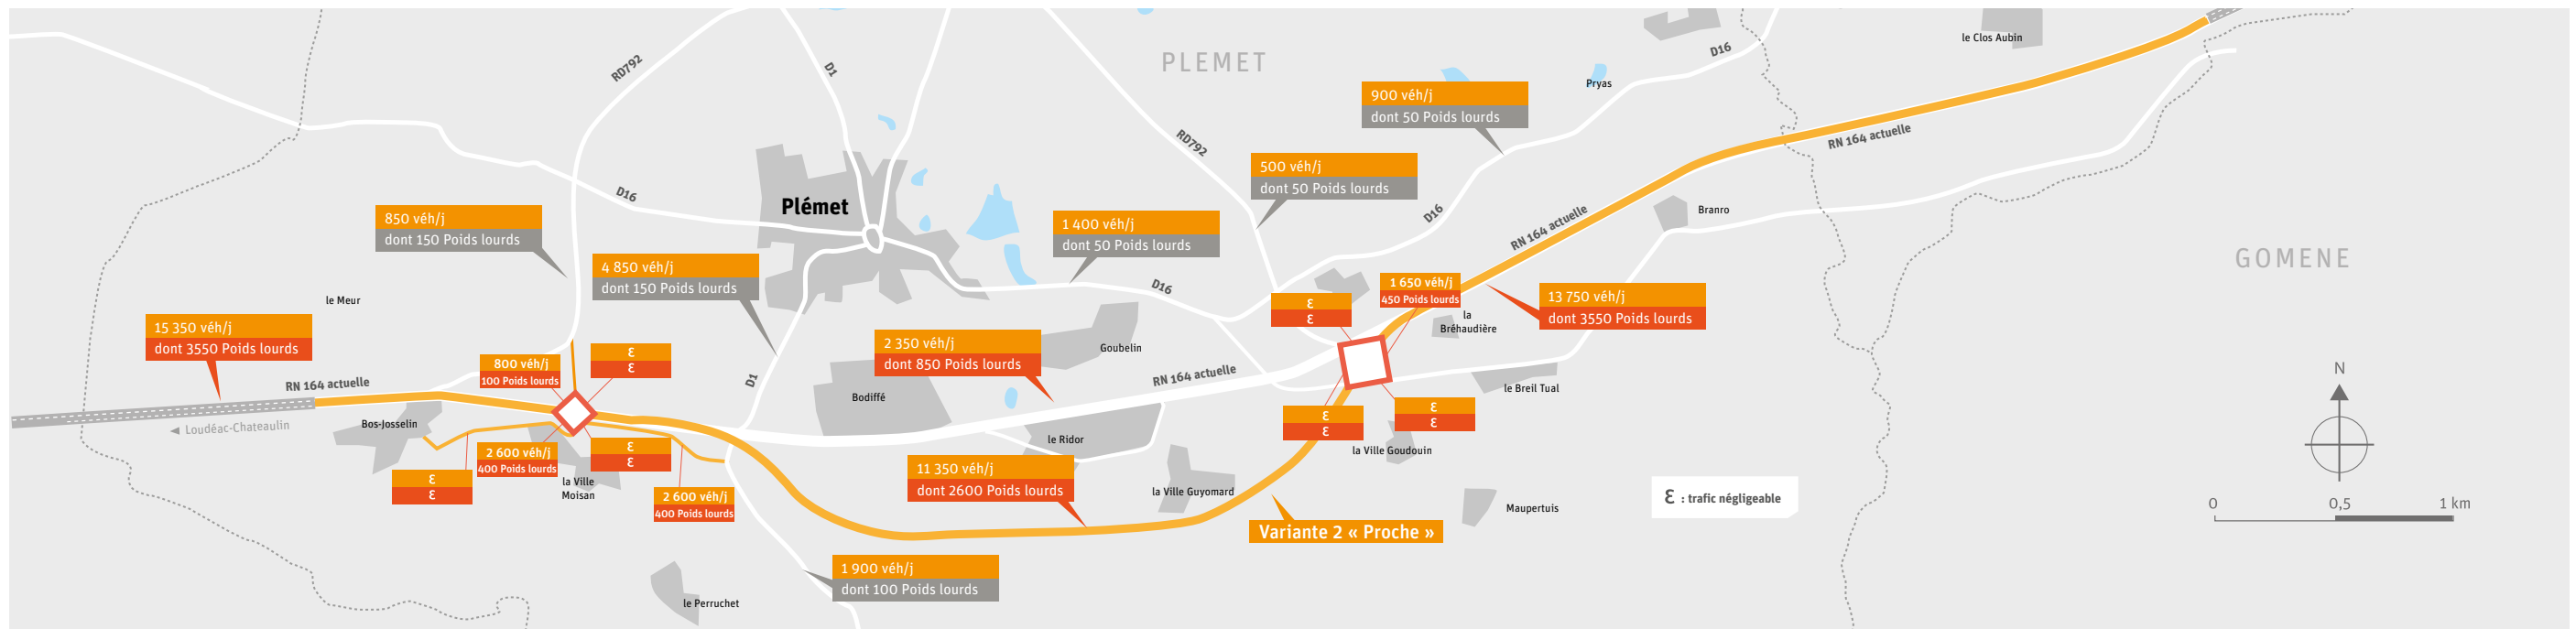 PLEMET
le Clos Aubin
D16
RD792
D1
Pryas
900 véh/j
dont 50 Poids lourds
RD792
RN 164 actuelle
500 véh/j
dont 50 Poids lourds
D16
Plémet
850 véh/j
dont 150 Poids lourds
1 400 véh/j
dont 50 Poids lourds
D16
RN 164 actuelle
Branro
GOMENE
4 850 véh/j
dont 150 Poids lourds
D16
1 650 véh/j
450 Poids lourds
13 750 véh/j
dont 3550 Poids lourds
le Meur
ε
ε
la
Bréhaudière
15 350 véh/j
dont 3550 Poids lourds
2 350 véh/j
dont 850 Poids lourds
Goubelin
800 véh/j
100 Poids lourds
ε
ε
RN 164 actuelle
D1
RN 164 actuelle
le Breil Tual
N
Bodiffé
Loudéac-Chateaulin
Bos-Josselin
ε
ε
ε
ε
le Ridor
la Ville Goudouin
2 600 véh/j
400 Poids lourds
ε
ε
ε
ε
la Ville
Moisan
11 350 véh/j
dont 2600 Poids lourds
la Ville Guyomard
2 600 véh/j
400 Poids lourds
Maupertuis
ε : trafic négligeable
0 0,5 1 km
Variante 2 « Proche »
1 900 véh/j
dont 100 Poids lourds
le Perruchet